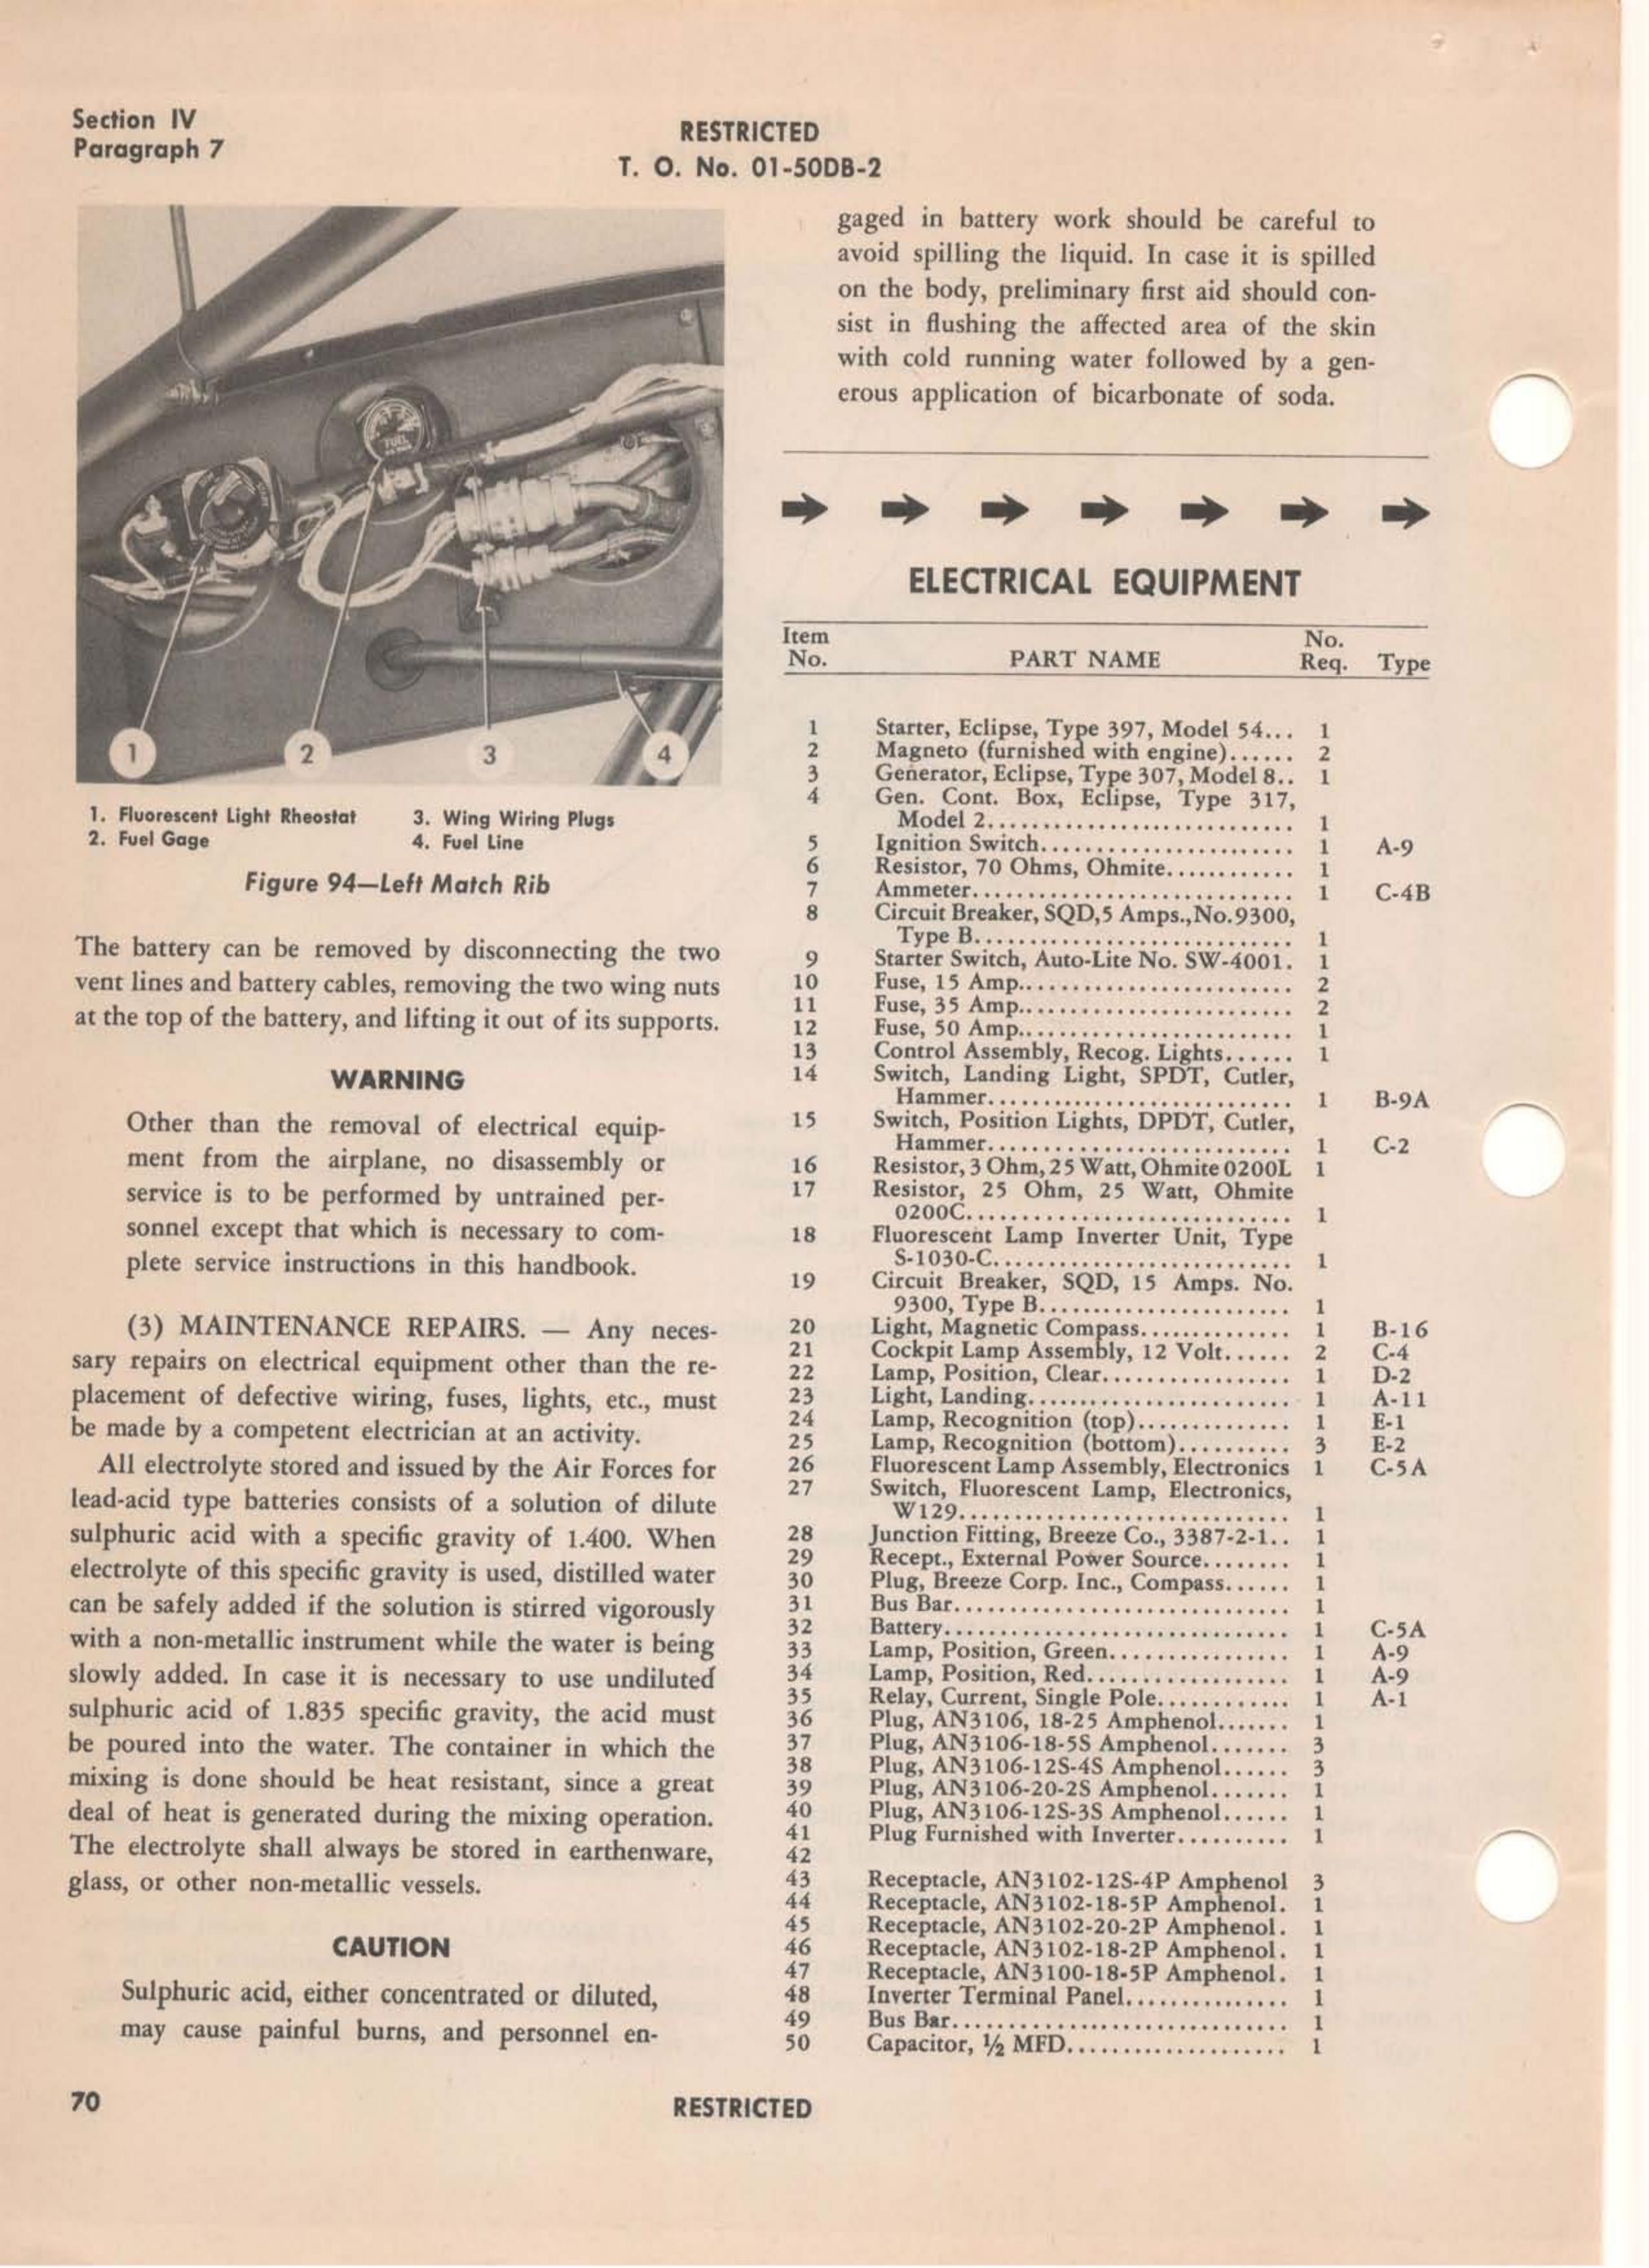 Section IV
Paragraph 7
RESTRICTED
T. O. No. 01-50DB-2
FUEL
1
2
3
4
1. Fluorescent Light Rheostat
2. Fuel Gage
3. Wing Wiring Plugs
4. Fuel Line
Figure 94—Left Match Rib
The battery can be removed by disconnecting the two
vent lines and battery cables, removing the two wing nuts
at the top of the battery, and lifting it out of its supports.
WARNING
Other than the removal of electrical equip-
ment from the airplane, no disassembly or
service is to be performed by untrained per-
sonnel except that which is necessary to com-
plete service instructions in this handbook.
(3) MAINTENANCE REPAIRS. — Any neces-
sary repairs on electrical equipment other than the re-
placement of defective wiring, fuses, lights, etc., must
be made by a competent electrician at an activity.
All electrolyte stored and issued by the Air Forces for
lead-acid type batteries consists of a solution of dilute
sulphuric acid with a specific gravity of 1.400. When
electrolyte of this specific gravity is used, distilled water
can be safely added if the solution is stirred vigorously
with a non-metallic instrument while the water is being
slowly added. In case it is necessary to use undiluted
sulphuric acid of 1.835 specific gravity, the acid must
be poured into the water. The container in which the
mixing is done should be heat resistant, since a great
deal of heat is generated during the mixing operation.
The electrolyte shall always be stored in earthenware,
glass, or other non-metallic vessels.
CAUTION
Sulphuric acid, either concentrated or diluted,
may cause painful burns, and personnel en-
gaged in battery work should be careful to
avoid spilling the liquid. In case it is spilled
on the body, preliminary first aid should con-
sist in flushing the affected area of the skin
with cold running water followed by a gen-
erous application of bicarbonate of soda.
ELECTRICAL EQUIPMENT
Item No. PART NAME No. Req. Type
1 Starter, Eclipse, Type 397, Model 54... 1
2 Magneto (furnished with engine)...... 2
3 Generator, Eclipse, Type 307, Model 8.. 1
4 Gen. Cont. Box, Eclipse, Type 317,
Model 2............................ 1
5 Ignition Switch....................... 1 A-9
6 Resistor, 70 Ohms, Ohmite............ 1
7 Ammeter............................. 1 C-4B
8 Circuit Breaker, SQD,5 Amps.,No.9300,
Type B............................. 1
9 Starter Switch, Auto-Lite No. SW-4001. 1
10 Fuse, 15 Amp......................... 2
11 Fuse, 35 Amp......................... 2
12 Fuse, 50 Amp......................... 1
13 Control Assembly, Recog. Lights...... 1
14 Switch, Landing Light, SPDT, Cutler,
Hammer............................ 1 B-9A
15 Switch, Position Lights, DPDT, Cutler,
Hammer............................ 1 C-2
16 Resistor, 3 Ohm, 25 Watt, Ohmite 0200L 1
17 Resistor, 25 Ohm, 25 Watt, Ohmite
0200C.............................. 1
18 Fluorescent Lamp Inverter Unit, Type
S-1030-C........................... 1
19 Circuit Breaker, SQD, 15 Amps. No.
9300, Type B....................... 1
20 Light, Magnetic Compass.............. 1 B-16
21 Cockpit Lamp Assembly, 12 Volt...... 2 C-4
22 Lamp, Position, Clear................. 1 D-2
23 Light, Landing........................ 1 A-11
24 Lamp, Recognition (top).............. 1 E-1
25 Lamp, Recognition (bottom).......... 3 E-2
26 Fluorescent Lamp Assembly, Electronics 1 C-5A
27 Switch, Fluorescent Lamp, Electronics,
W129.............................. 1
28 Junction Fitting, Breeze Co., 3387-2-1.. 1
29 Recept., External Power Source........ 1
30 Plug, Breeze Corp. Inc., Compass...... 1
31 Bus Bar.............................. 1
32 Battery............................... 1 C-5A
33 Lamp, Position, Green................ 1 A-9
34 Lamp, Position, Red.................. 1 A-9
35 Relay, Current, Single Pole............ 1 A-1
36 Plug, AN3106, 18-25 Amphenol....... 1
37 Plug, AN3106-18-5S Amphenol....... 3
38 Plug, AN3106-12S-4S Amphenol...... 3
39 Plug, AN3106-20-2S Amphenol....... 1
40 Plug, AN3106-12S-3S Amphenol...... 1
41 Plug Furnished with Inverter.......... 1
42
43 Receptacle, AN3102-12S-4P Amphenol 3
44 Receptacle, AN3102-18-5P Amphenol. 1
45 Receptacle, AN3102-20-2P Amphenol. 1
46 Receptacle, AN3102-18-2P Amphenol. 1
47 Receptacle, AN3100-18-5P Amphenol. 1
48 Inverter Terminal Panel............... 1
49 Bus Bar.............................. 1
50 Capacitor, ½ MFD.................... 1
70
RESTRICTED